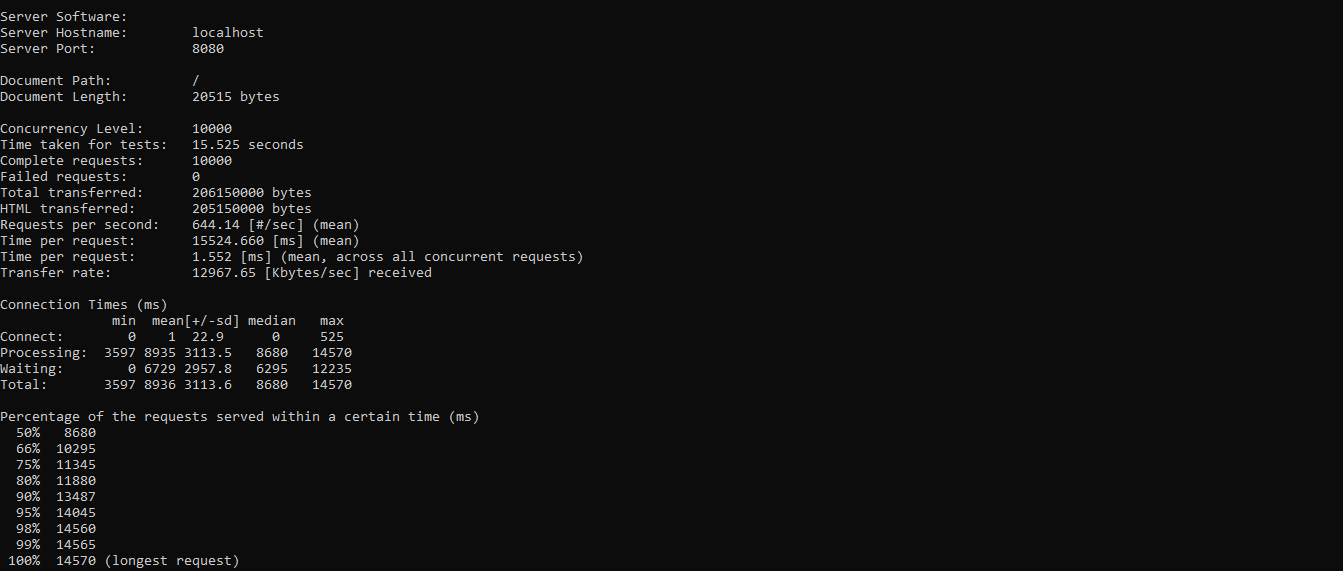 Server Software:
Server Hostname:        localhost
Server Port:            8080
Document Path:          /
Document Length:        20515 bytes
Concurrency Level:      10000
Time taken for tests:   15.525 seconds
Complete requests:      10000
Failed requests:        0
Total transferred:      206150000 bytes
HTML transferred:       205150000 bytes
Requests per second:    644.14 [#/sec] (mean)
Time per request:       15524.660 [ms] (mean)
Time per request:       1.552 [ms] (mean, across all concurrent requests)
Transfer rate:          12967.65 [Kbytes/sec] received
Connection Times (ms)
              min  mean[+/-sd] median   max
Connect:        0    1  22.9      0     525
Processing:  3597 8935 3113.5   8680   14570
Waiting:        0 6729 2957.8   6295   12235
Total:       3597 8936 3113.6   8680   14570
Percentage of the requests served within a certain time (ms)
  50%   8680
  66%  10295
  75%  11345
  80%  11880
  90%  13487
  95%  14045
  98%  14560
  99%  14565
 100%  14570 (longest request)